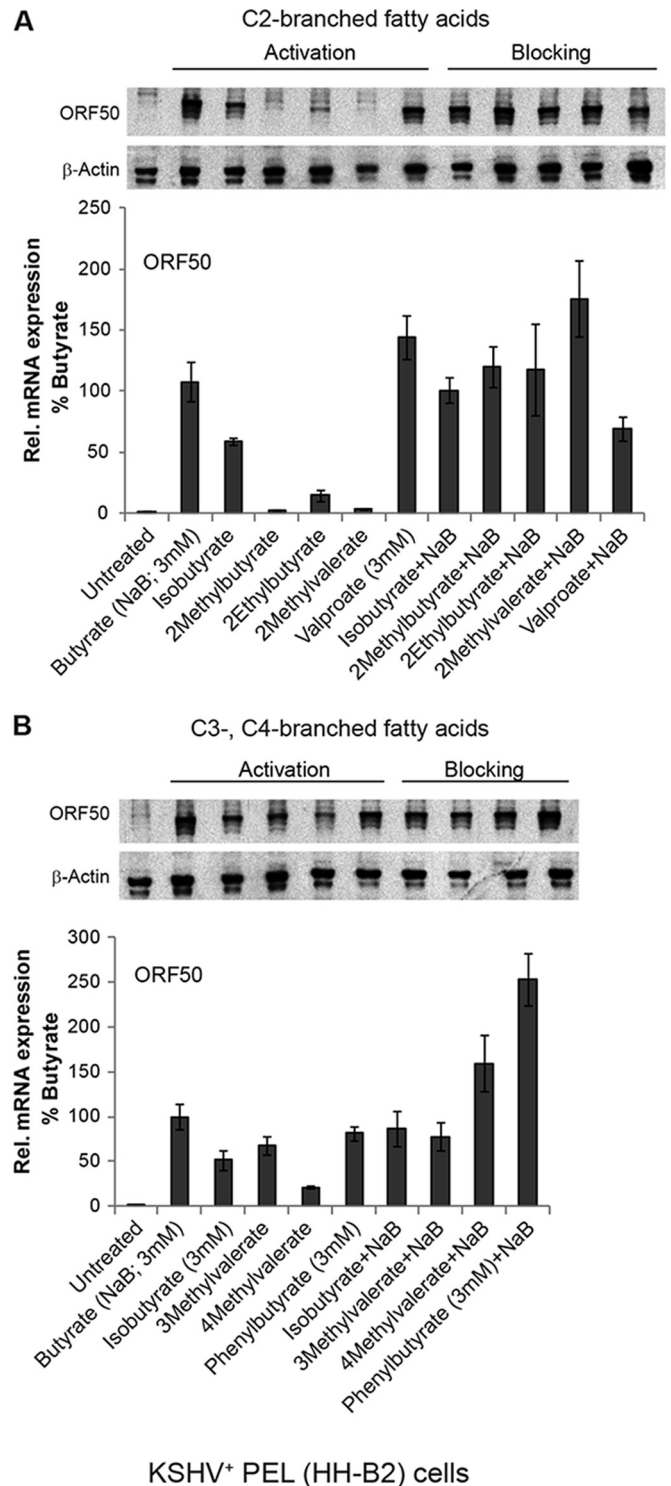 A
C2-branched fatty acids
Activation
Blocking
ORF50
β-Actin
250
200
150
100
50
0
Rel. mRNA expression
% Butyrate
ORF50
Untreated
Butyrate (NaB; 3mM)
Isobutyrate
2Methylbutyrate
2Ethylbutyrate
2Methylvalerate
Valproate (3mM)
Isobutyrate+NaB
2Methylbutyrate+NaB
2Ethylbutyrate+NaB
2Methylvalerate+NaB
Valproate+NaB
B
C3-, C4-branched fatty acids
Activation
Blocking
ORF50
β-Actin
300
250
200
150
100
50
0
Rel. mRNA expression
% Butyrate
ORF50
Untreated
Butyrate (NaB; 3mM)
Isobutyrate (3mM)
3Methylvalerate
4Methylvalerate
Phenylbutyrate (3mM)
Isobutyrate+NaB
3Methylvalerate+NaB
4Methylvalerate+NaB
Phenylbutyrate (3mM)+NaB
KSHV⁺ PEL (HH-B2) cells